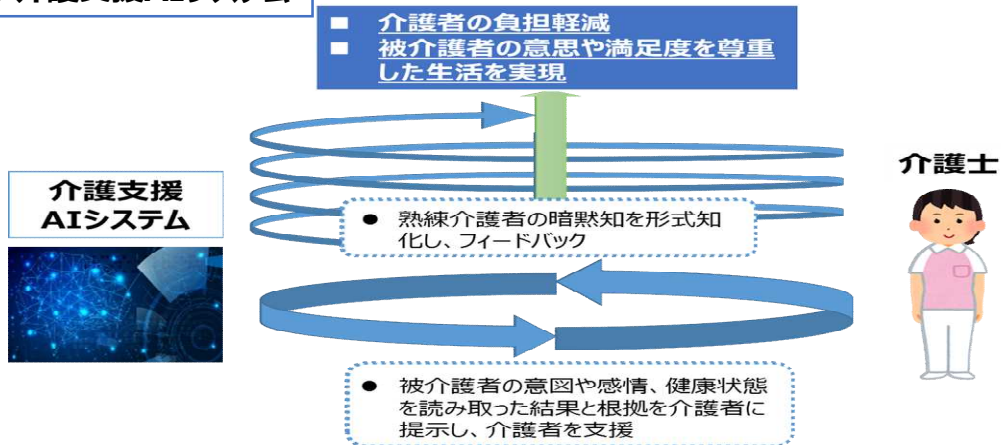 介護支援AIシステム
■ 介護者の負担軽減
■ 被介護者の意思や満足度を尊重
した生活を実現
介護士
介護支援
AIシステム
● 熟練介護者の暗黙知を形式知
化し、フィードバック
● 被介護者の意図や感情、健康状態
を読み取った結果と根拠を介護者に
提示し、介護者を支援